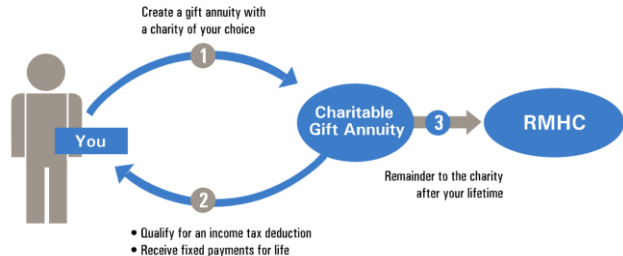 Create a gift annuity with
a charity of your choice
1
You
Charitable
Gift Annuity
3
RMHC
Remainder to the charity
after your lifetime
2
• Qualify for an income tax deduction
• Receive fixed payments for life